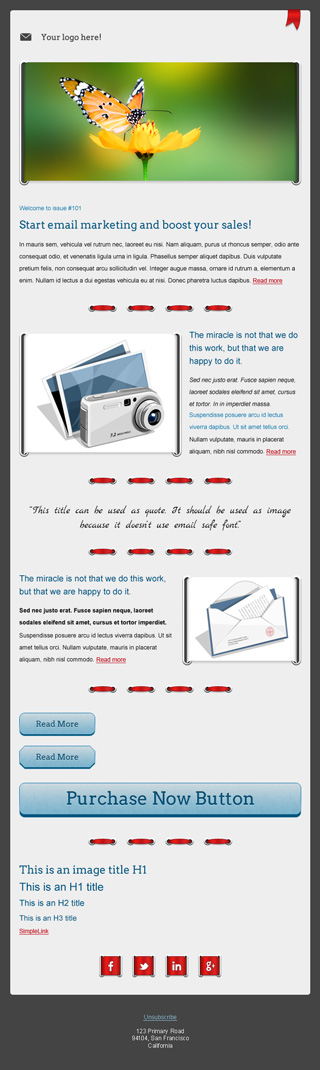 Your logo here!
Welcome to issue #101
Start email marketing and boost your sales!
In mauris sem, vehicula vel rutrum nec, laoreet eu nisi. Nam aliquam, purus ut rhoncus semper, odio ante
consequat odio, et venenatis ligula urna in ligula. Phasellus semper aliquet dapibus. Duis vulputate
pretium felis, non consequat arcu sollicitudin vel. Integer augue massa, ornare id rutrum a, elementum a
enim. Nullam id lectus a dui egestas vehicula eu at nisi. Donec pharetra luctus dapibus. Read more
The miracle is not that we do
this work, but that we are
happy to do it.
Sed nec justo erat. Fusce sapien neque,
laoreet sodales eleifend sit amet, cursus
et tortor. In in imperdiet massa.
Suspendisse posuere arcu id lectus
viverra dapibus. Ut sit amet tellus orci.
Nullam vulputate, mauris in placerat
aliquam, nibh nisl commodo. Read more
"This title can be used as quote. It should be used as image
because it doesn't use email safe font."
The miracle is not that we do this work,
but that we are happy to do it.
Sed nec justo erat. Fusce sapien neque, laoreet
sodales eleifend sit amet, cursus et tortor imperdiet.
Suspendisse posuere arcu id lectus viverra dapibus. Ut sit
amet tellus orci. Nullam vulputate, mauris in placerat
aliquam, nibh nisl commodo. Read more
Read More
Read More
Purchase Now Button
This is an image title H1
This is an H1 title
This is an H2 title
This is an H3 title
SimpleLink
Unsubscribe
123 Primary Road
94104, San Francisco
California